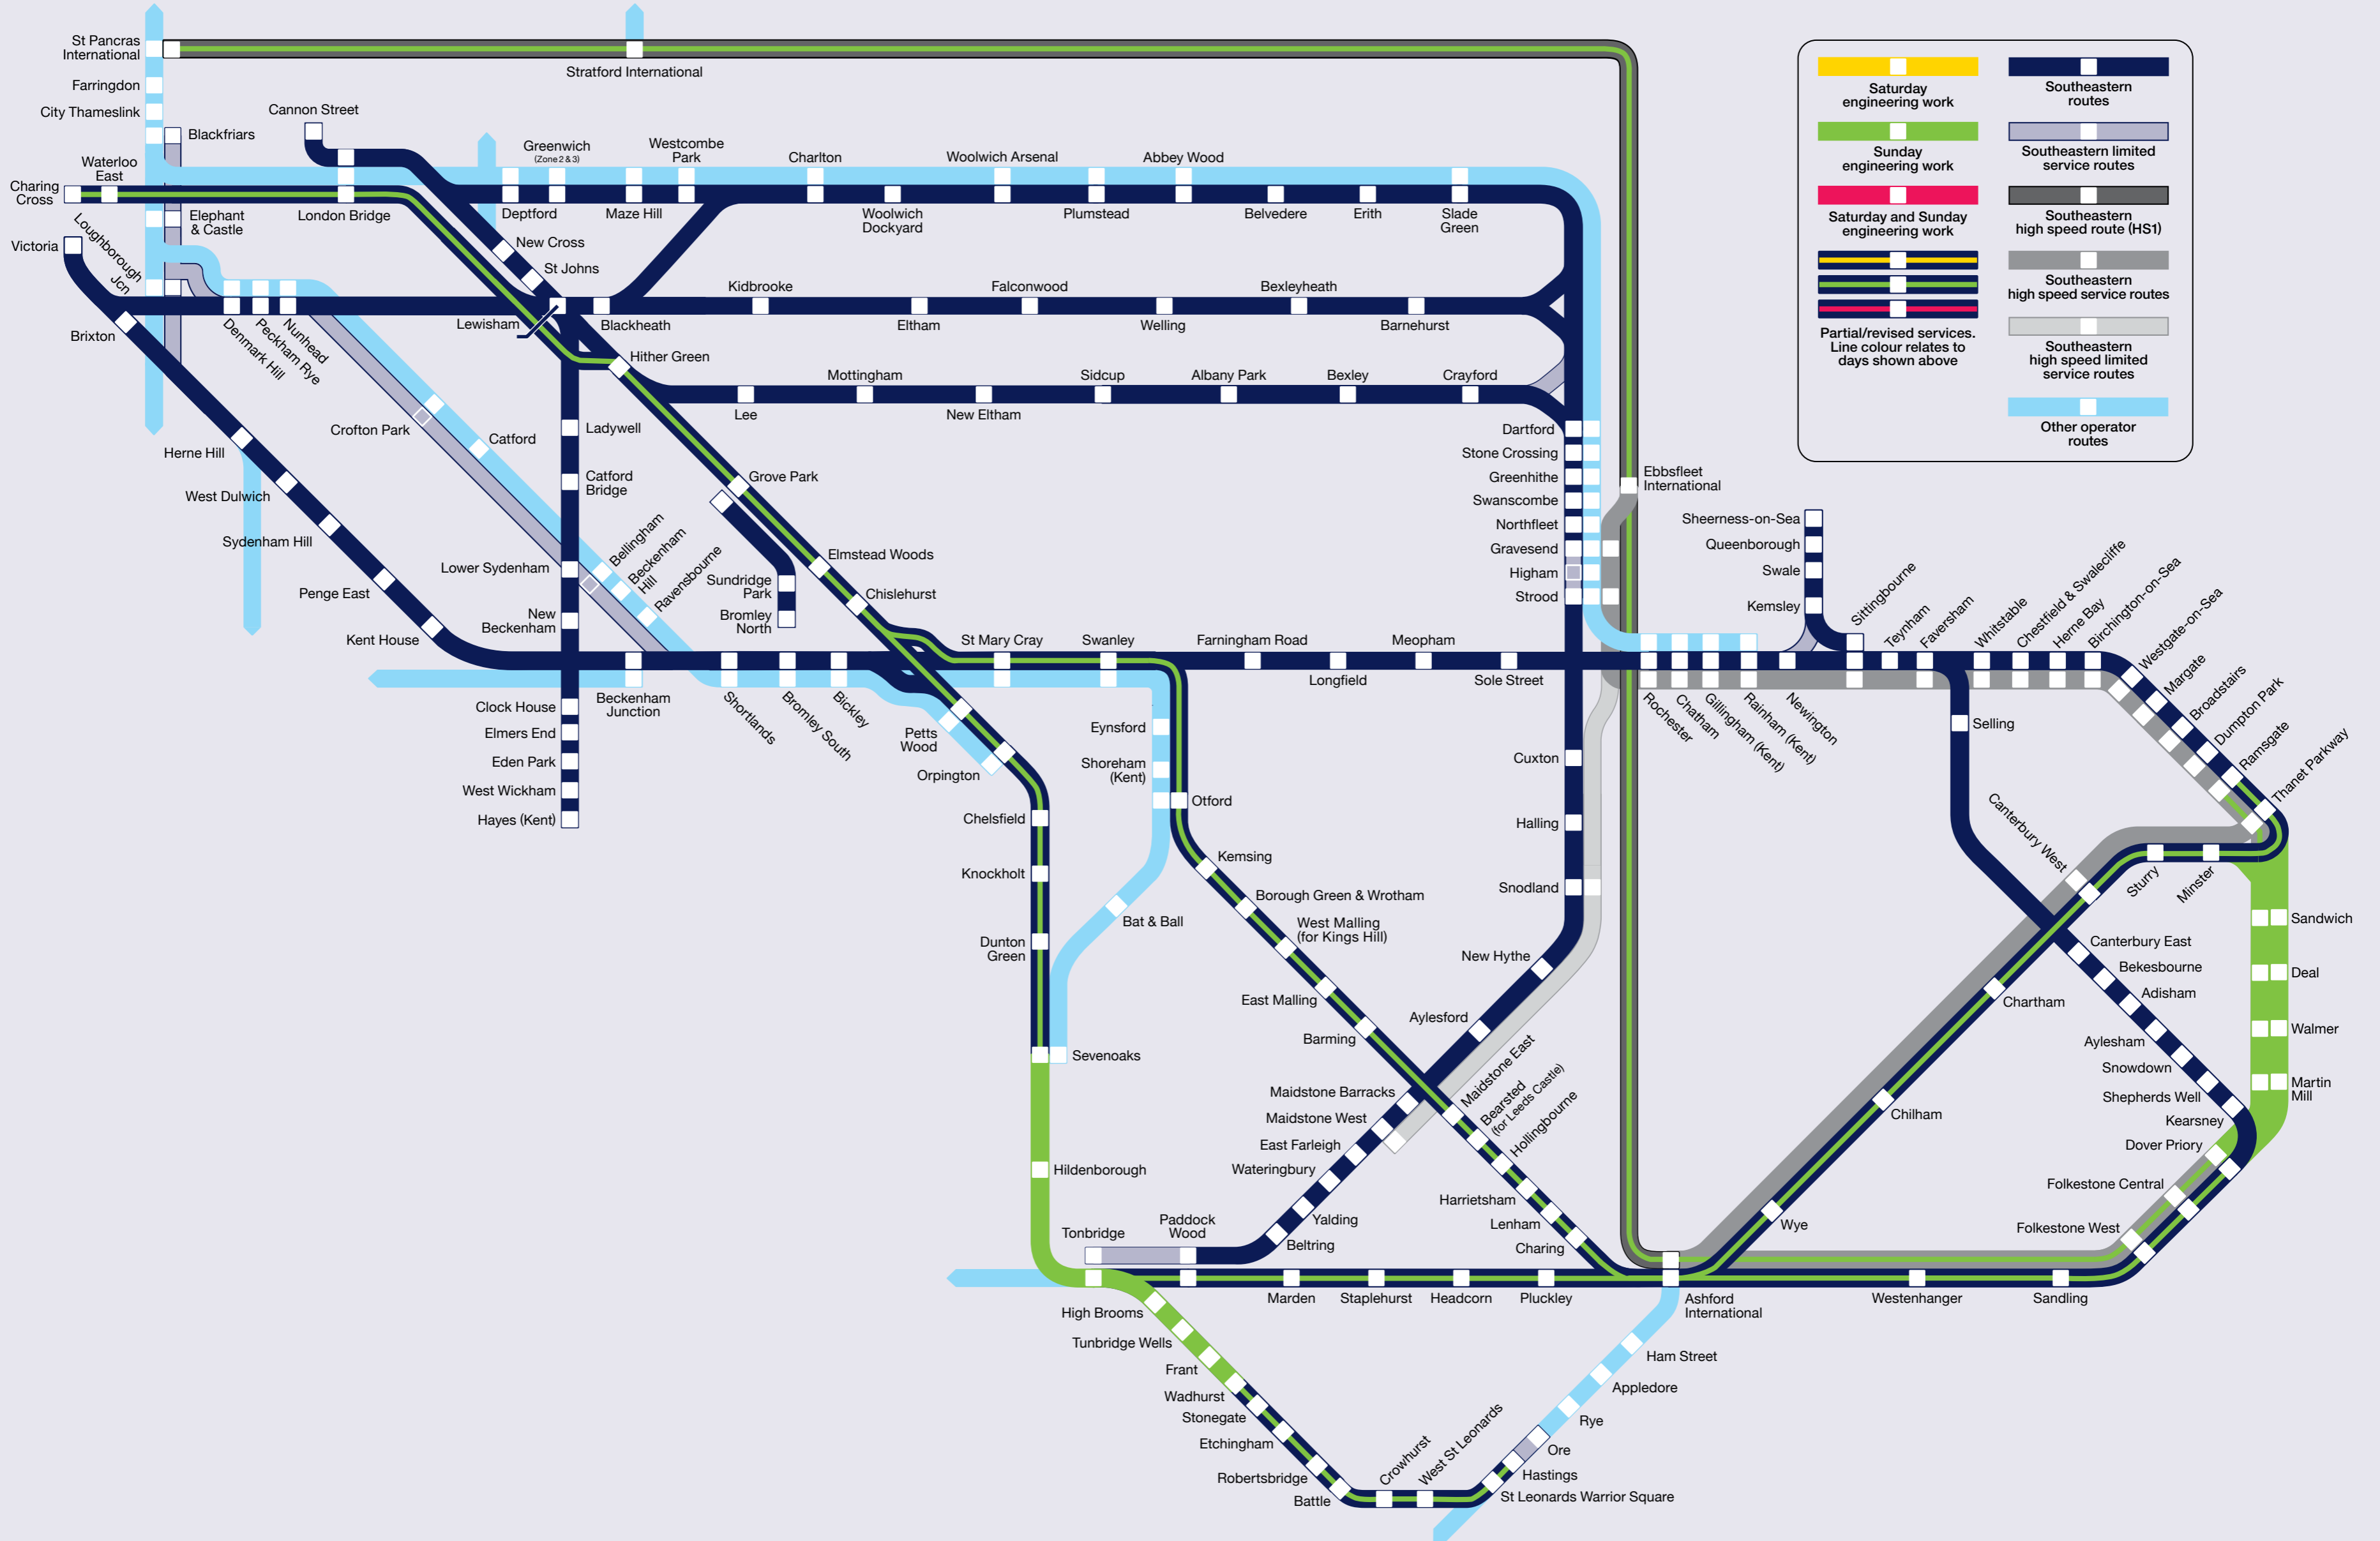 St Pancras
International
Stratford International
Farringdon
City Thameslink
Cannon Street
Blackfriars
Waterloo
East
Charing
Cross
London Bridge
Elephant
& Castle
Victoria
Loughborough
Jcn
Brixton
Denmark Hill
Peckham Rye
Nunhead
Greenwich
(Zone 2 & 3)
Westcombe
Park
Charlton
Woolwich Arsenal
Abbey Wood
Deptford
Maze Hill
Woolwich
Dockyard
Plumstead
Belvedere
Erith
Slade
Green
New Cross
St Johns
Lewisham
Blackheath
Kidbrooke
Eltham
Falconwood
Welling
Bexleyheath
Barnehurst
Hither Green
Lee
Mottingham
New Eltham
Sidcup
Albany Park
Bexley
Crayford
Herne Hill
West Dulwich
Sydenham Hill
Penge East
Kent House
Crofton Park
Catford
Bellingham
Beckenham
Hill
Ravensbourne
Ladywell
Catford
Bridge
Lower Sydenham
New
Beckenham
Clock House
Elmers End
Eden Park
West Wickham
Hayes (Kent)
Beckenham
Junction
Shortlands
Bromley South
Bickley
Grove Park
Sundridge
Park
Bromley
North
Elmstead Woods
Chislehurst
Petts
Wood
Orpington
Chelsfield
Knockholt
Dunton
Green
Sevenoaks
Hildenborough
St Mary Cray
Swanley
Farningham Road
Longfield
Meopham
Sole Street
Eynsford
Shoreham
(Kent)
Otford
Bat & Ball
Kemsing
Borough Green & Wrotham
West Malling
(for Kings Hill)
East Malling
Barming
Maidstone East
Bearsted
(for Leeds Castle)
Hollingbourne
Harrietsham
Lenham
Charing
Dartford
Stone Crossing
Greenhithe
Swanscombe
Northfleet
Gravesend
Higham
Strood
Ebbsfleet
International
Cuxton
Halling
Snodland
New Hythe
Aylesford
Maidstone Barracks
Maidstone West
East Farleigh
Wateringbury
Yalding
Beltring
Paddock
Wood
Tonbridge
Sheerness-on-Sea
Queenborough
Swale
Kemsley
Sittingbourne
Teynham
Faversham
Whitstable
Chestfield & Swalecliffe
Herne Bay
Birchington-on-Sea
Westgate-on-Sea
Margate
Broadstairs
Dumpton Park
Ramsgate
Thanet Parkway
Rochester
Chatham
Gillingham (Kent)
Rainham (Kent)
Newington
Selling
Canterbury West
Sturry
Minster
Canterbury East
Bekesbourne
Adisham
Aylesham
Snowdown
Shepherds Well
Kearsney
Dover Priory
Folkestone Central
Folkestone West
Sandwich
Deal
Walmer
Martin
Mill
Chartham
Chilham
Wye
Marden
Staplehurst
Headcorn
Pluckley
Ashford
International
Westenhanger
Sandling
High Brooms
Tunbridge Wells
Frant
Wadhurst
Stonegate
Etchingham
Robertsbridge
Battle
Crowhurst
West St Leonards
St Leonards Warrior Square
Hastings
Ore
Rye
Appledore
Ham Street
Saturday
engineering work
Sunday
engineering work
Saturday and Sunday
engineering work
Partial/revised services.
Line colour relates to
days shown above
Southeastern
routes
Southeastern limited
service routes
Southeastern
high speed route (HS1)
Southeastern
high speed service routes
Southeastern
high speed limited
service routes
Other operator
routes